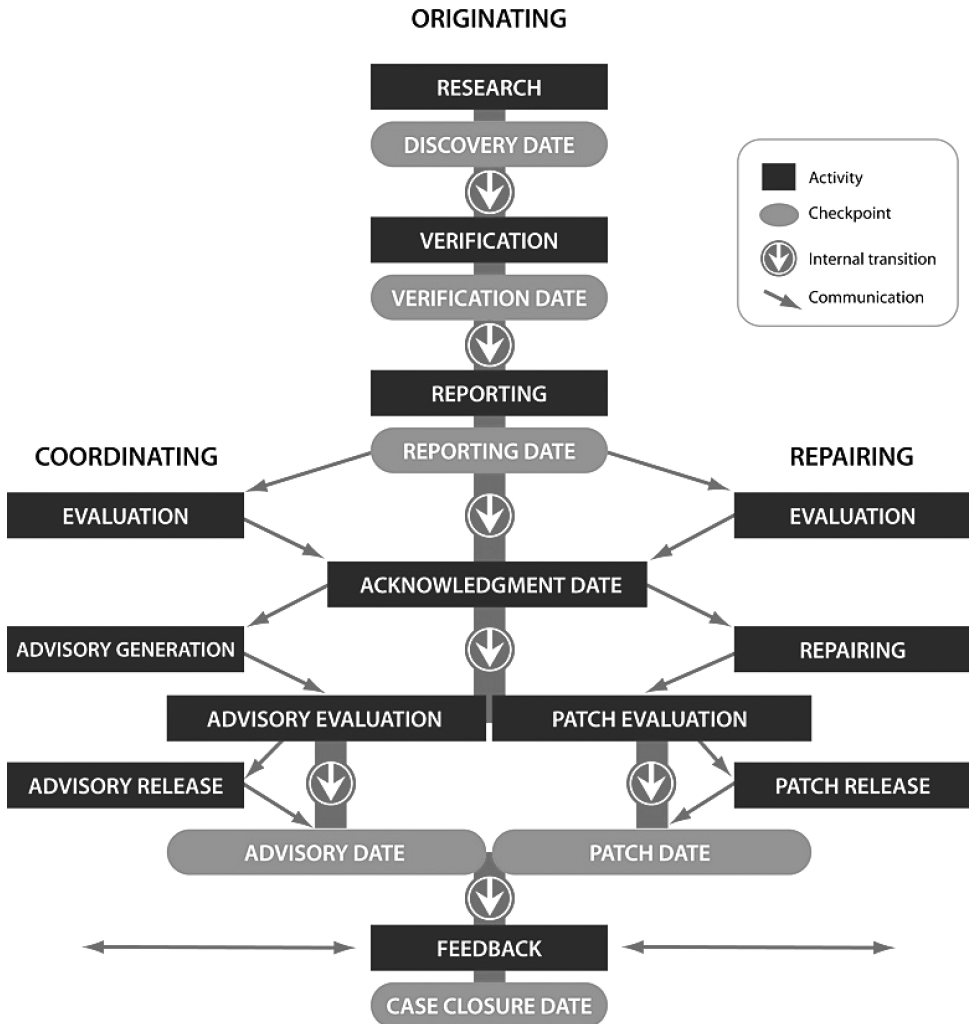 ORIGINATING
RESEARCH
DISCOVERY DATE
Activity
Checkpoint
Internal transition
Communication
VERIFICATION
VERIFICATION DATE
REPORTING
COORDINATING
REPORTING DATE
REPAIRING
EVALUATION
EVALUATION
ACKNOWLEDGMENT DATE
ADVISORY GENERATION
REPAIRING
ADVISORY EVALUATION
PATCH EVALUATION
ADVISORY RELEASE
PATCH RELEASE
ADVISORY DATE
PATCH DATE
FEEDBACK
CASE CLOSURE DATE